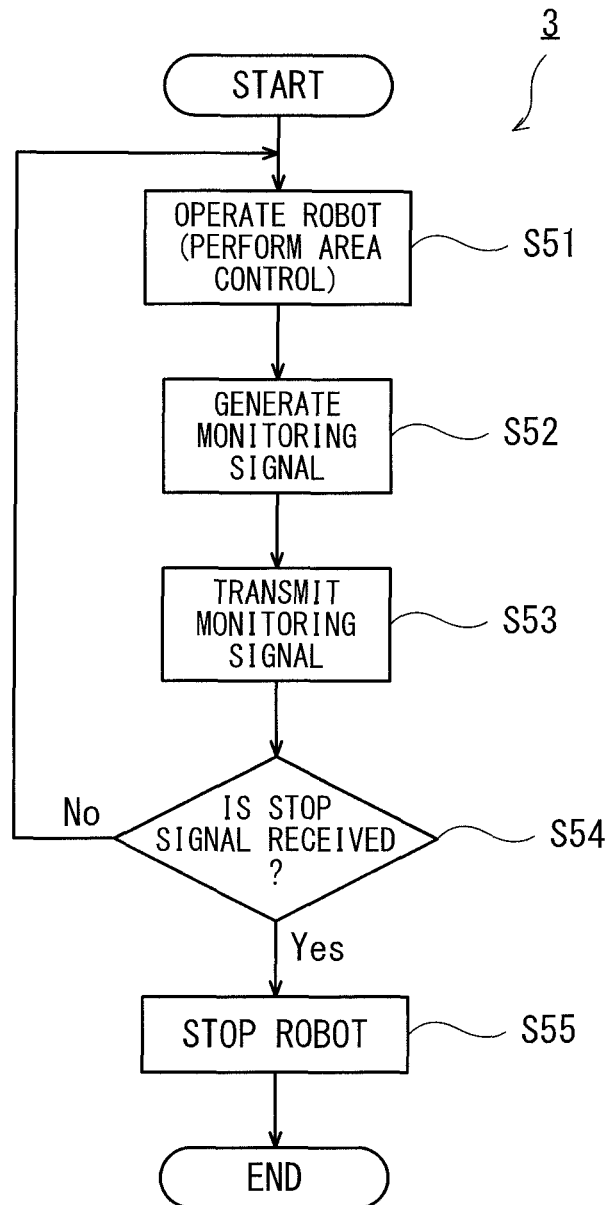 3
START
OPERATE ROBOT
(PERFORM AREA
CONTROL)
S51
GENERATE
MONITORING
SIGNAL
S52
TRANSMIT
MONITORING
SIGNAL
S53
IS STOP
SIGNAL RECEIVED
?
S54
No
Yes
STOP ROBOT
S55
END